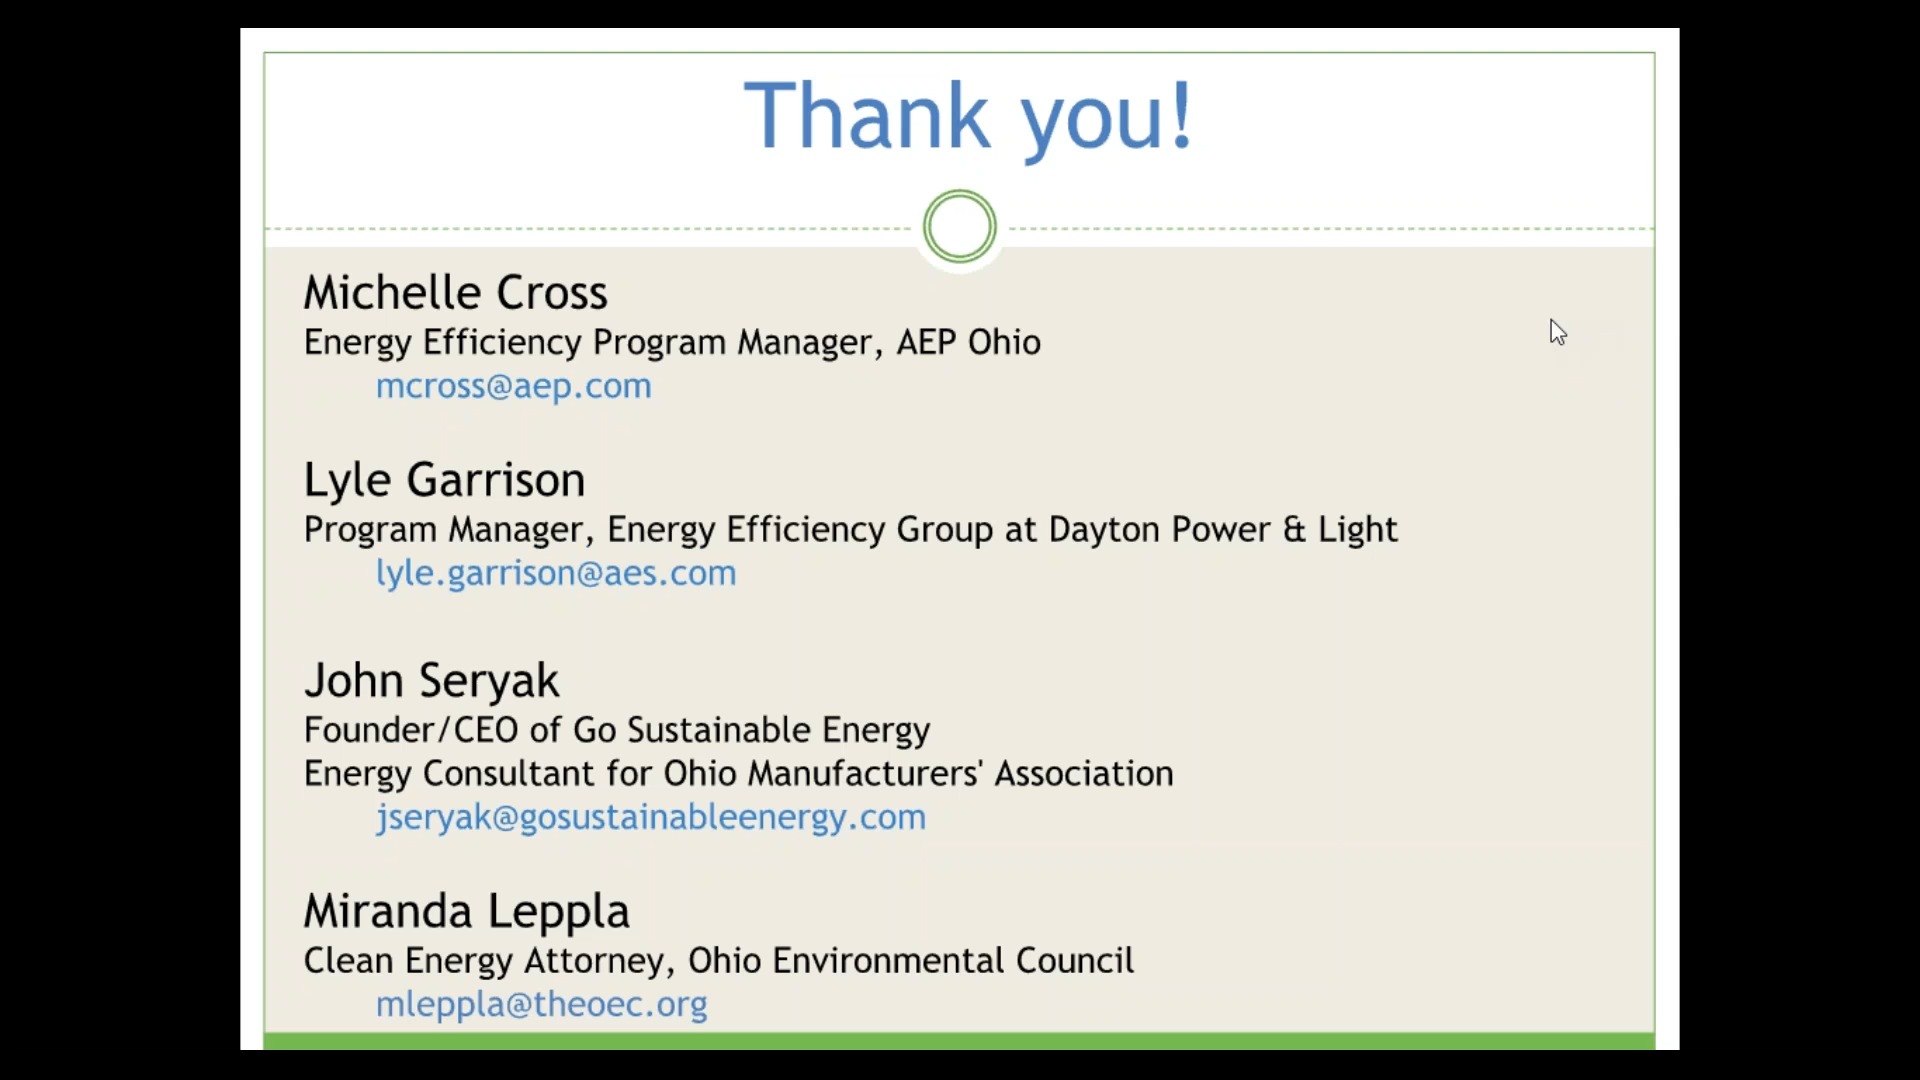 Thank you!
Michelle Cross
Energy Efficiency Program Manager, AEP Ohio
mcross@aep.com
Lyle Garrison
Program Manager, Energy Efficiency Group at Dayton Power & Light
lyle.garrison@aes.com
John Seryak
Founder/CEO of Go Sustainable Energy
Energy Consultant for Ohio Manufacturers' Association
jseryak@gosustainableenergy.com
Miranda Leppla
Clean Energy Attorney, Ohio Environmental Council
mleppla@theoec.org